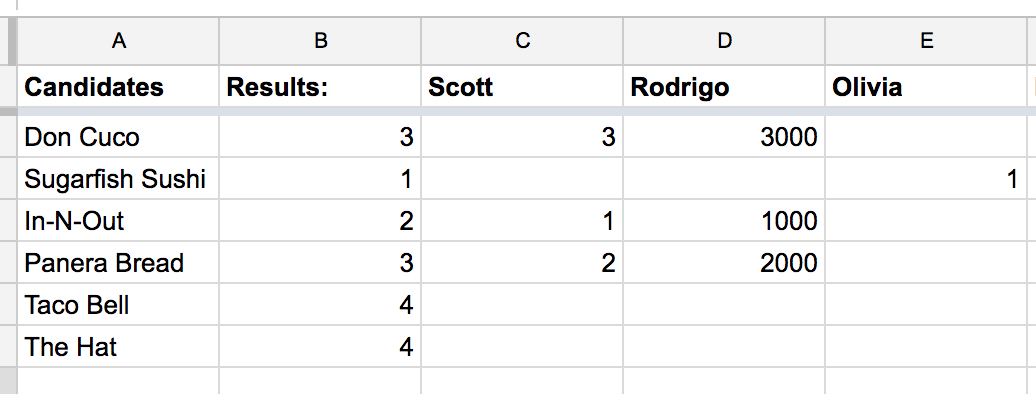 A B C D E
Candidates Results: Scott Rodrigo Olivia
Don Cuco 3 3 3000
Sugarfish Sushi 1 1
In-N-Out 2 1 1000
Panera Bread 3 2 2000
Taco Bell 4
The Hat 4